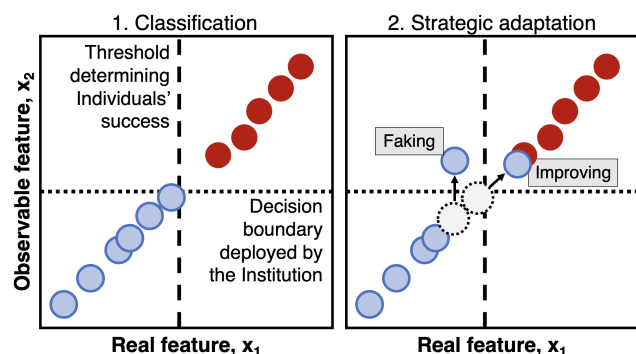 1. Classification
2. Strategic adaptation
Observable feature, x2
Threshold
determining
Individuals'
success
Decision
boundary
deployed by
the Institution
Real feature, x1
Faking
Improving
Real feature, x1